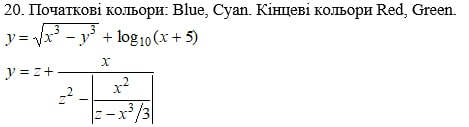 20. Початкові кольори: Blue, Cyan. Кінцеві кольори Red, Green.
y = √(x³ − y³) + log₁₀(x + 5)
y = z + x / (z² − |x² / (z − x³/3)|)